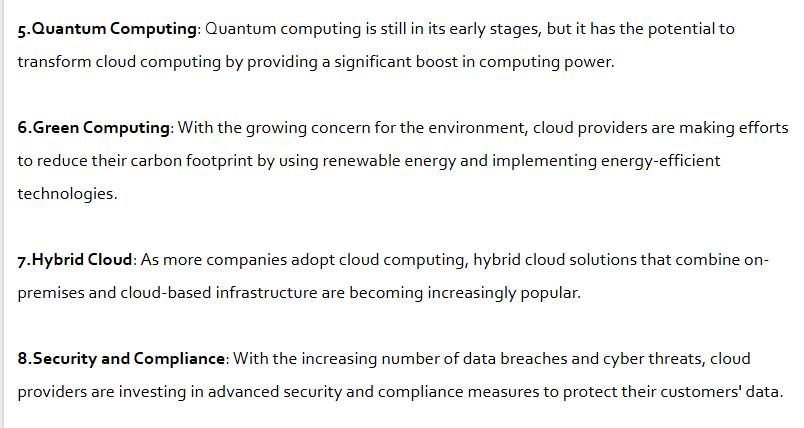 5.Quantum Computing: Quantum computing is still in its early stages, but it has the potential to
transform cloud computing by providing a significant boost in computing power.
6.Green Computing: With the growing concern for the environment, cloud providers are making efforts
to reduce their carbon footprint by using renewable energy and implementing energy-efficient
technologies.
7.Hybrid Cloud: As more companies adopt cloud computing, hybrid cloud solutions that combine on-
premises and cloud-based infrastructure are becoming increasingly popular.
8.Security and Compliance: With the increasing number of data breaches and cyber threats, cloud
providers are investing in advanced security and compliance measures to protect their customers' data.